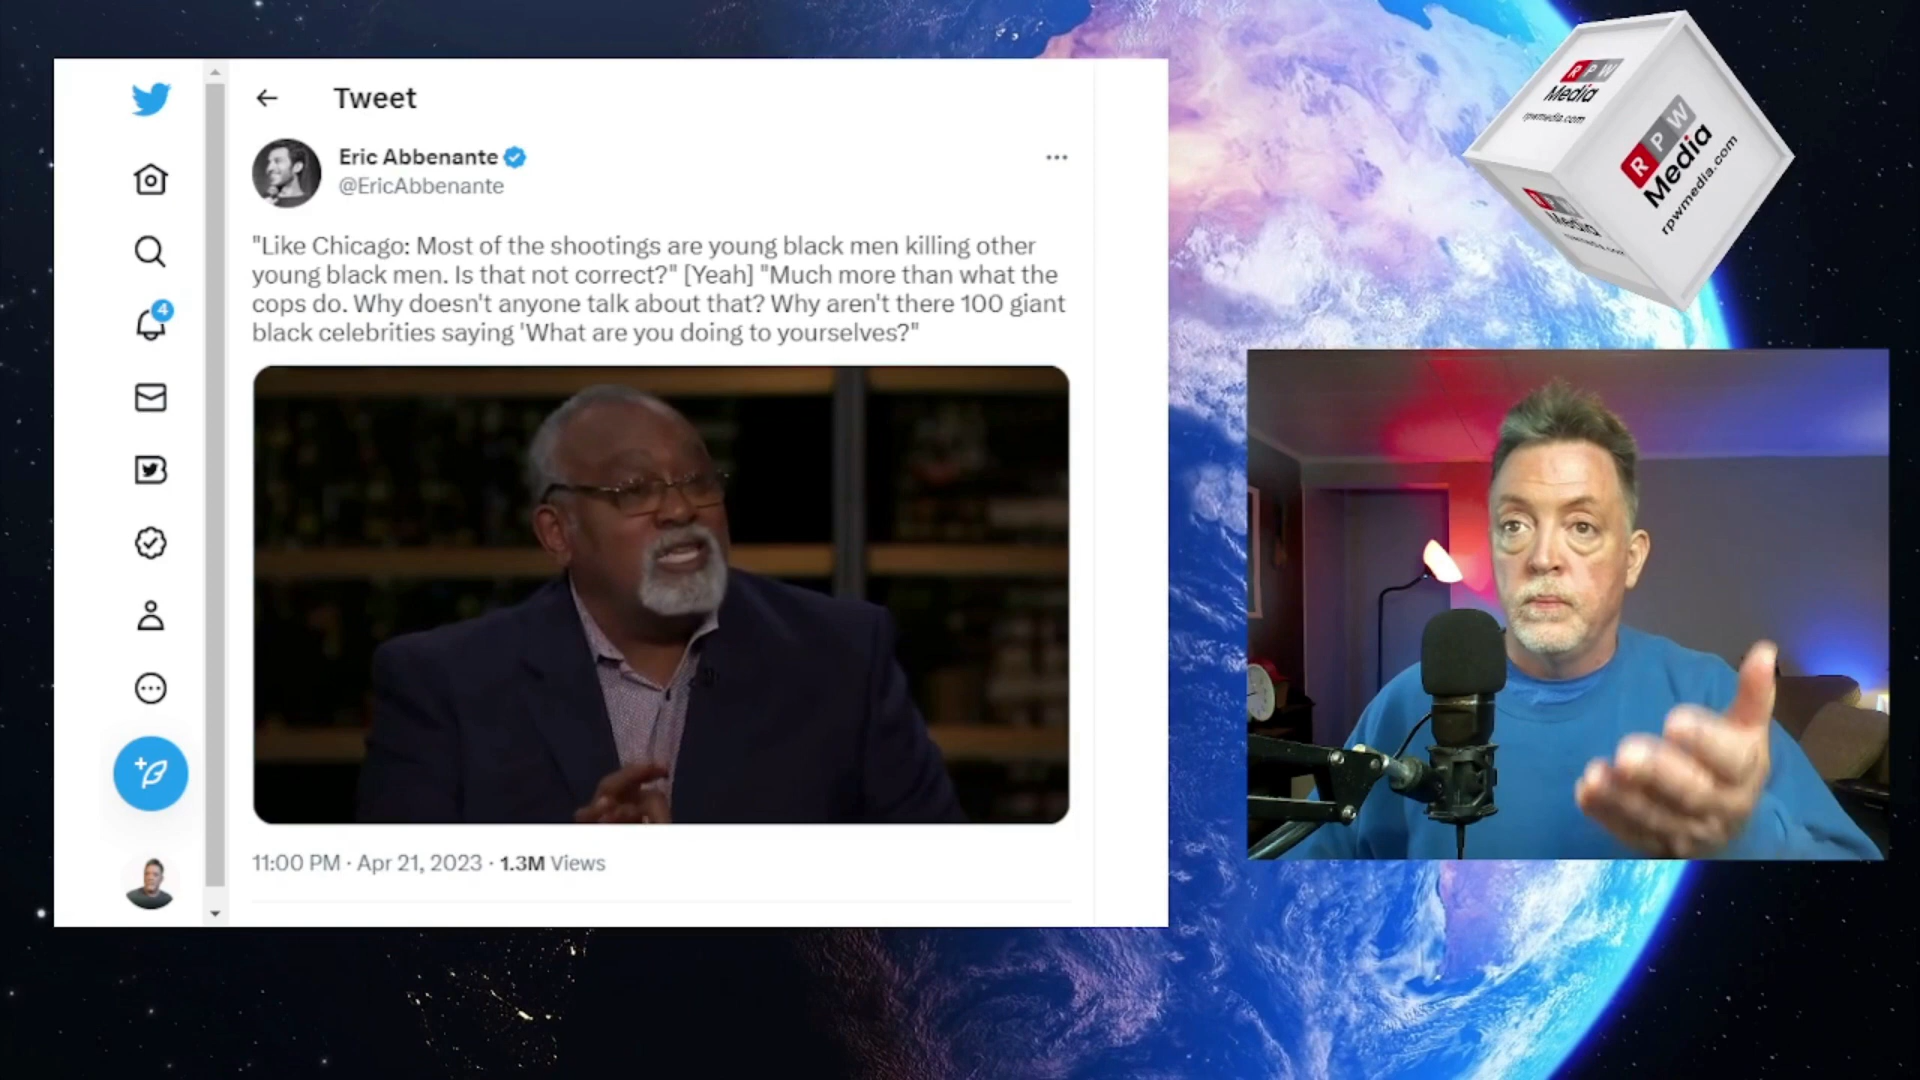 Tweet
Eric Abbenante
@EricAbbenante
4
"Like Chicago: Most of the shootings are young black men killing other
young black men. Is that not correct?" [Yeah] "Much more than what the
cops do. Why doesn't anyone talk about that? Why aren't there 100 giant
black celebrities saying 'What are you doing to yourselves?"
11:00 PM · Apr 21, 2023 · 1.3M Views
RPW
Media
rpwmedia.com
RPW
Media
rpwmedia.com